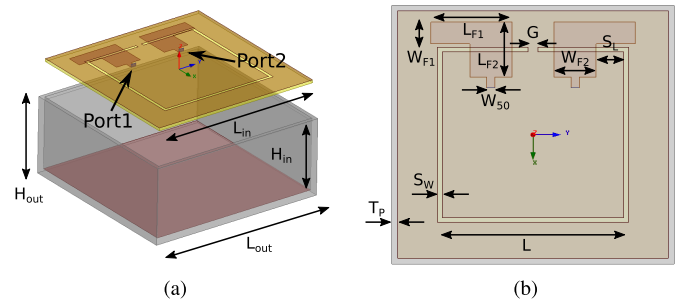 Port2
Port1
L_in
H_in
H_out
L_out
(a)
L_F1
G
S_L
W_F1
L_F2
W_F2
W_50
Y
X
S_W
T_P
L
(b)